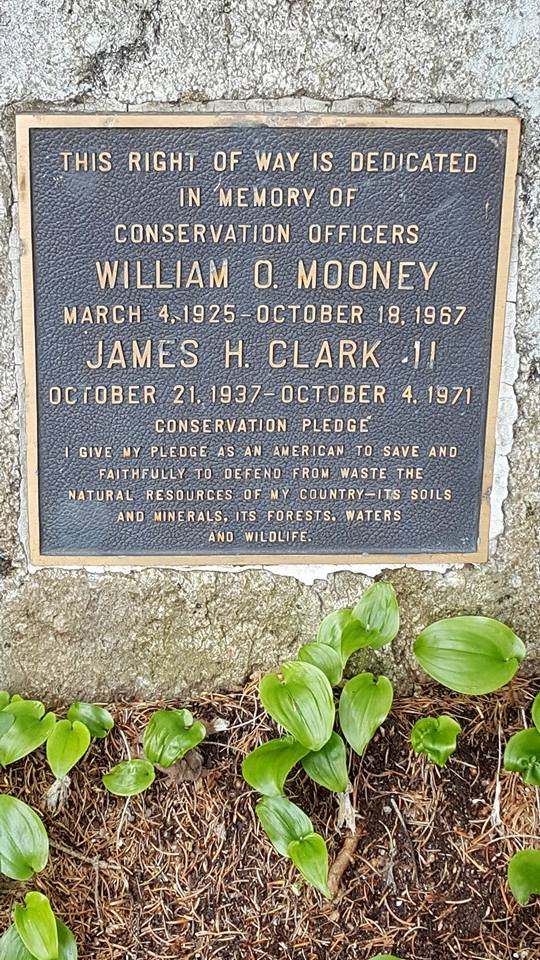 THIS RIGHT OF WAY IS DEDICATED
IN MEMORY OF
CONSERVATION OFFICERS
WILLIAM O. MOONEY
MARCH 4, 1925 - OCTOBER 18, 1967
JAMES H. CLARK II
OCTOBER 21, 1937 - OCTOBER 4, 1971
CONSERVATION PLEDGE
I GIVE MY PLEDGE AS AN AMERICAN TO SAVE AND
FAITHFULLY TO DEFEND FROM WASTE THE
NATURAL RESOURCES OF MY COUNTRY—ITS SOILS
AND MINERALS, ITS FORESTS, WATERS
AND WILDLIFE.